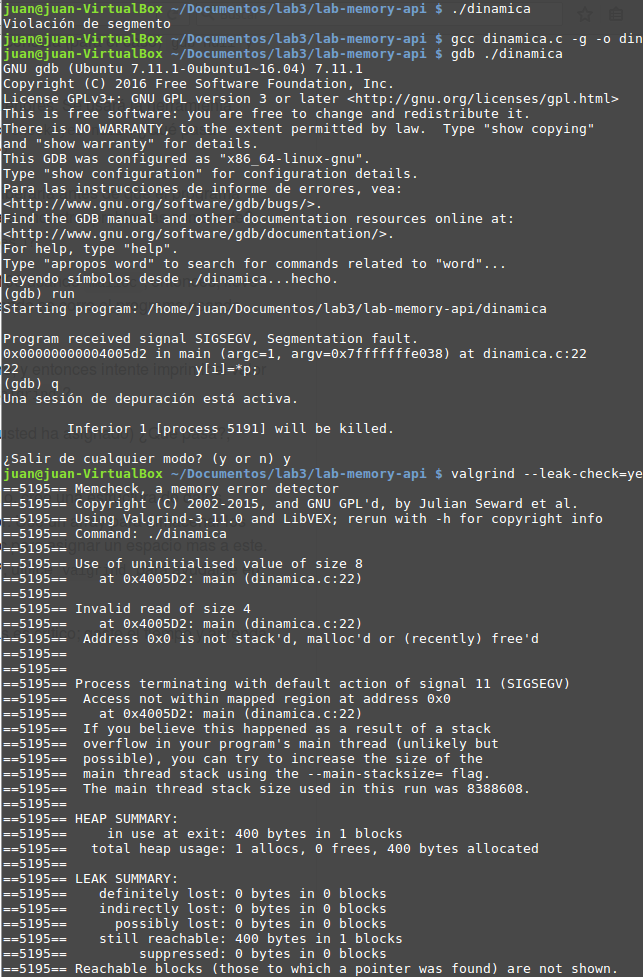 juan@juan-VirtualBox ~/Documentos/lab3/lab-memory-api $ ./dinamica
Violación de segmento
juan@juan-VirtualBox ~/Documentos/lab3/lab-memory-api $ gcc dinamica.c -g -o din
juan@juan-VirtualBox ~/Documentos/lab3/lab-memory-api $ gdb ./dinamica
GNU gdb (Ubuntu 7.11.1-0ubuntu1~16.04) 7.11.1
Copyright (C) 2016 Free Software Foundation, Inc.
License GPLv3+: GNU GPL version 3 or later <http://gnu.org/licenses/gpl.html>
This is free software: you are free to change and redistribute it.
There is NO WARRANTY, to the extent permitted by law.  Type "show copying"
and "show warranty" for details.
This GDB was configured as "x86_64-linux-gnu".
Type "show configuration" for configuration details.
Para las instrucciones de informe de errores, vea:
<http://www.gnu.org/software/gdb/bugs/>.
Find the GDB manual and other documentation resources online at:
<http://www.gnu.org/software/gdb/documentation/>.
For help, type "help".
Type "apropos word" to search for commands related to "word"...
Leyendo símbolos desde ./dinamica...hecho.
(gdb) run
Starting program: /home/juan/Documentos/lab3/lab-memory-api/dinamica

Program received signal SIGSEGV, Segmentation fault.
0x00000000004005d2 in main (argc=1, argv=0x7fffffffe038) at dinamica.c:22
22                      y[i]=*p;
(gdb) q
Una sesión de depuración está activa.

        Inferior 1 [process 5191] will be killed.

¿Salir de cualquier modo? (y or n) y
juan@juan-VirtualBox ~/Documentos/lab3/lab-memory-api $ valgrind --leak-check=ye
==5195== Memcheck, a memory error detector
==5195== Copyright (C) 2002-2015, and GNU GPL'd, by Julian Seward et al.
==5195== Using Valgrind-3.11.0 and LibVEX; rerun with -h for copyright info
==5195== Command: ./dinamica
==5195==
==5195== Use of uninitialised value of size 8
==5195==    at 0x4005D2: main (dinamica.c:22)
==5195==
==5195== Invalid read of size 4
==5195==    at 0x4005D2: main (dinamica.c:22)
==5195==  Address 0x0 is not stack'd, malloc'd or (recently) free'd
==5195==
==5195==
==5195== Process terminating with default action of signal 11 (SIGSEGV)
==5195==  Access not within mapped region at address 0x0
==5195==    at 0x4005D2: main (dinamica.c:22)
==5195==  If you believe this happened as a result of a stack
==5195==  overflow in your program's main thread (unlikely but
==5195==  possible), you can try to increase the size of the
==5195==  main thread stack using the --main-stacksize= flag.
==5195==  The main thread stack size used in this run was 8388608.
==5195==
==5195== HEAP SUMMARY:
==5195==     in use at exit: 400 bytes in 1 blocks
==5195==   total heap usage: 1 allocs, 0 frees, 400 bytes allocated
==5195==
==5195== LEAK SUMMARY:
==5195==    definitely lost: 0 bytes in 0 blocks
==5195==    indirectly lost: 0 bytes in 0 blocks
==5195==      possibly lost: 0 bytes in 0 blocks
==5195==    still reachable: 400 bytes in 1 blocks
==5195==         suppressed: 0 bytes in 0 blocks
==5195== Reachable blocks (those to which a pointer was found) are not shown.